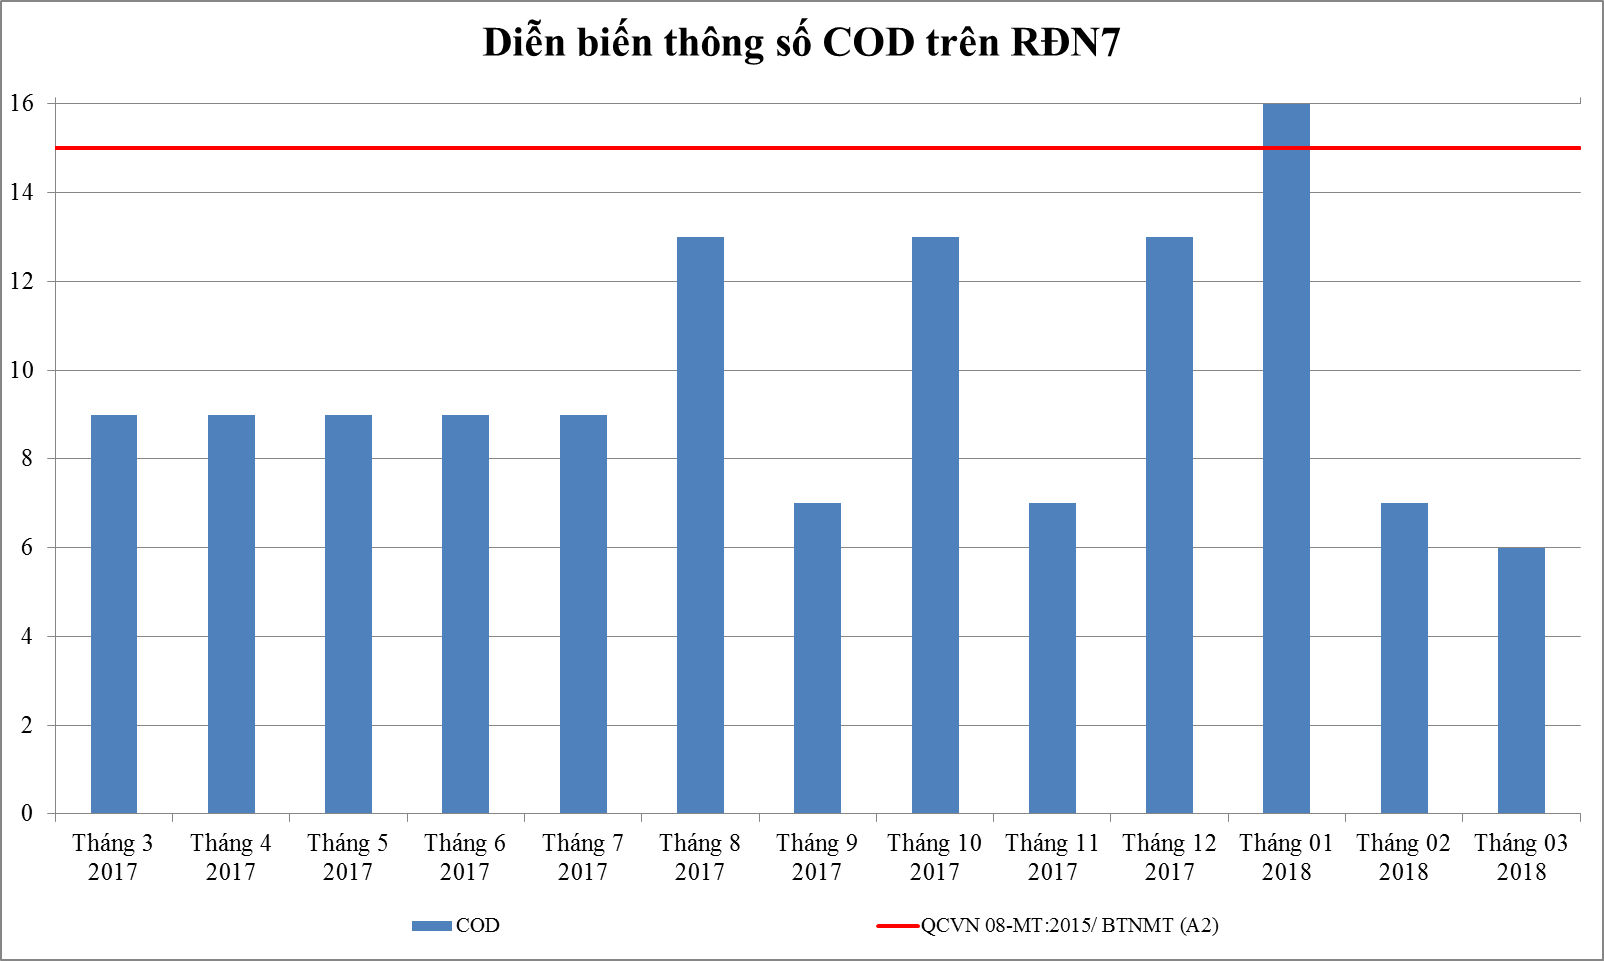 Diễn biến thông số COD trên RĐN7
16
14
12
10
8
6
4
2
0
Tháng 3 2017
Tháng 4 2017
Tháng 5 2017
Tháng 6 2017
Tháng 7 2017
Tháng 8 2017
Tháng 9 2017
Tháng 10 2017
Tháng 11 2017
Tháng 12 2017
Tháng 01 2018
Tháng 02 2018
Tháng 03 2018
COD
QCVN 08-MT:2015/ BTNMT (A2)